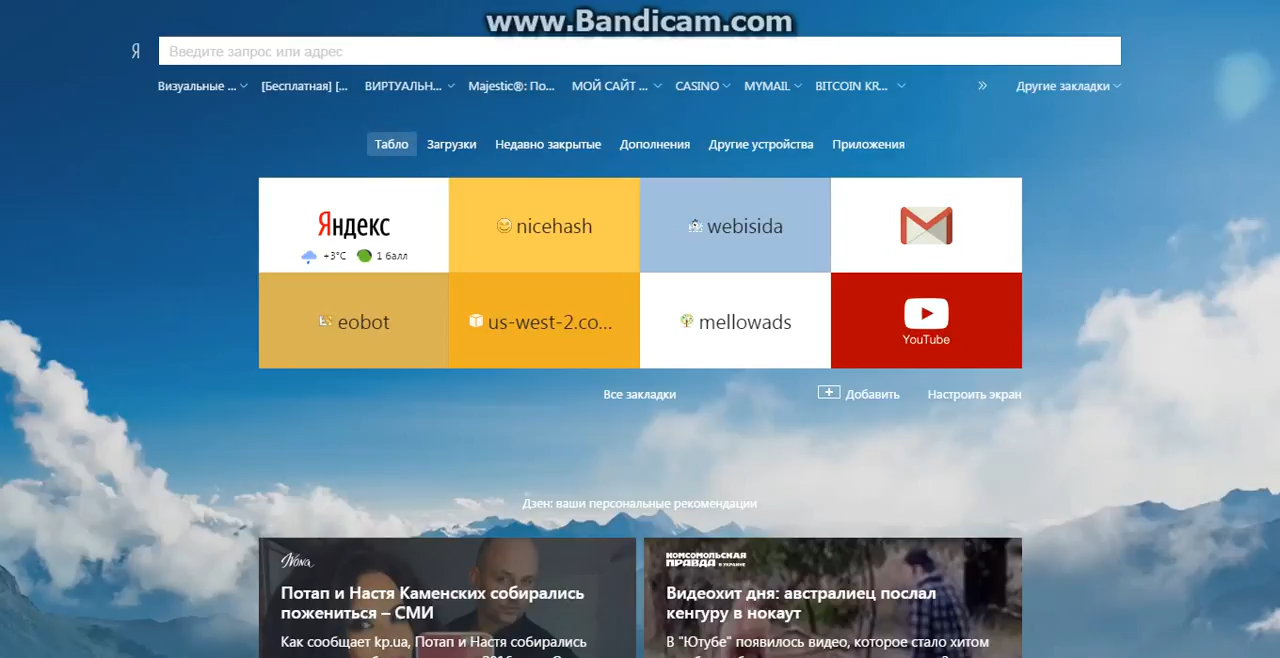 www.Bandicam.com
Я Введите запрос или адрес
Визуальные ... [Бесплатная] [... ВИРТУАЛЬН... Majestic®: По... МОЙ САЙТ ... CASINO MYMAIL BITCOIN KR... » Другие закладки
Табло Загрузки Недавно закрытые Дополнения Другие устройства Приложения
Яндекс
+3°C 1 балл
nicehash
webisida
eobot
us-west-2.co...
mellowads
YouTube
Все закладки Добавить Настроить экран
Дзен: ваши персональные рекомендации
Потап и Настя Каменских собирались
пожениться – СМИ
Как сообщает kp.ua, Потап и Настя собирались
КОМСОМОЛЬСКАЯ
ПРАВДА В УКРАИНЕ
Видеохит дня: австралиец послал
кенгуру в нокаут
В "Ютубе" появилось видео, которое стало хитом